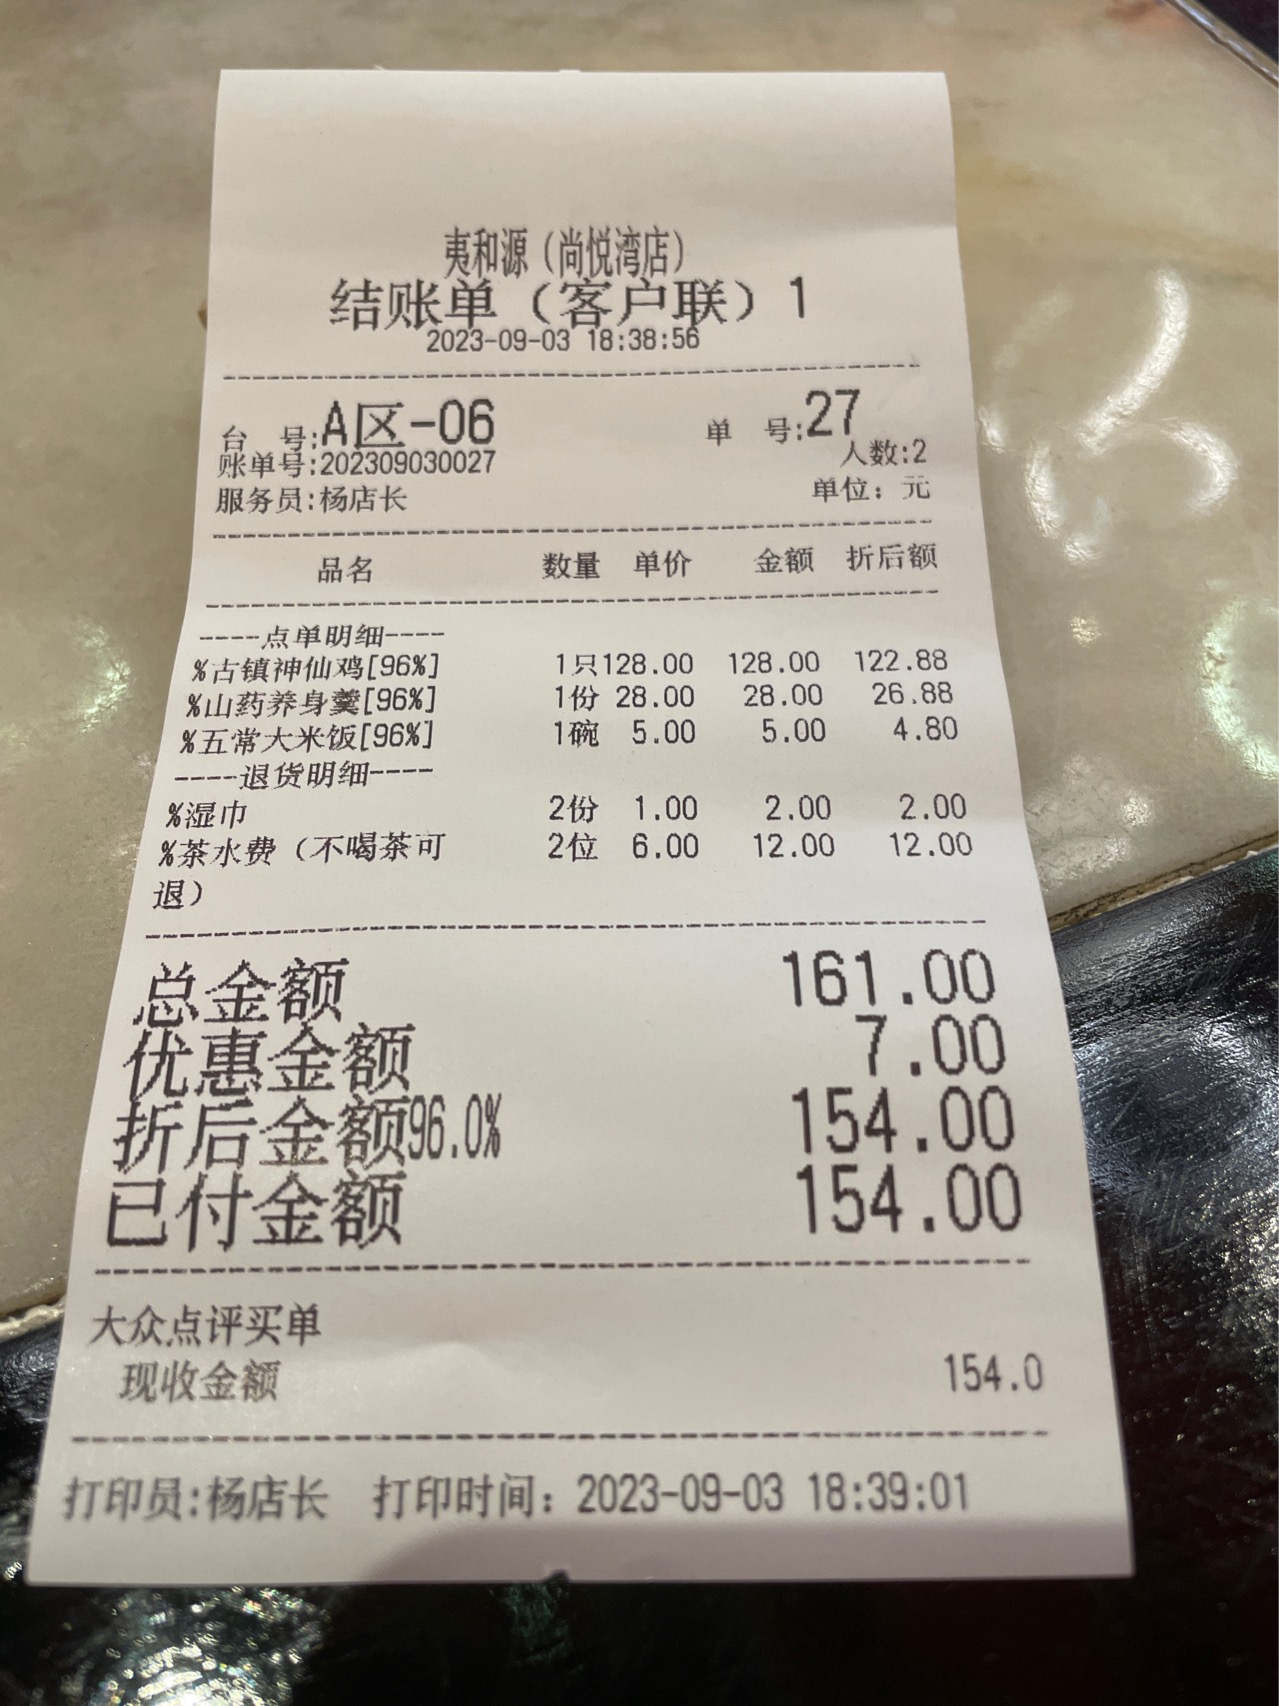 夷和源（尚悦湾店）
结账单（客户联）1
2023-09-03 18:38:56
台 号:A区-06 单 号:27
账单号:202309030027 人数:2
服务员:杨店长 单位：元
品名 数量 单价 金额 折后额
----点单明细----
%古镇神仙鸡[96%] 1只128.00 128.00 122.88
%山药养身羹[96%] 1份 28.00 28.00 26.88
%五常大米饭[96%] 1碗 5.00 5.00 4.80
----退货明细----
%湿巾 2份 1.00 2.00 2.00
%茶水费（不喝茶可 2位 6.00 12.00 12.00
退）
总金额 161.00
优惠金额 7.00
折后金额96.0% 154.00
已付金额 154.00
大众点评买单
现收金额 154.0
打印员:杨店长 打印时间：2023-09-03 18:39:01